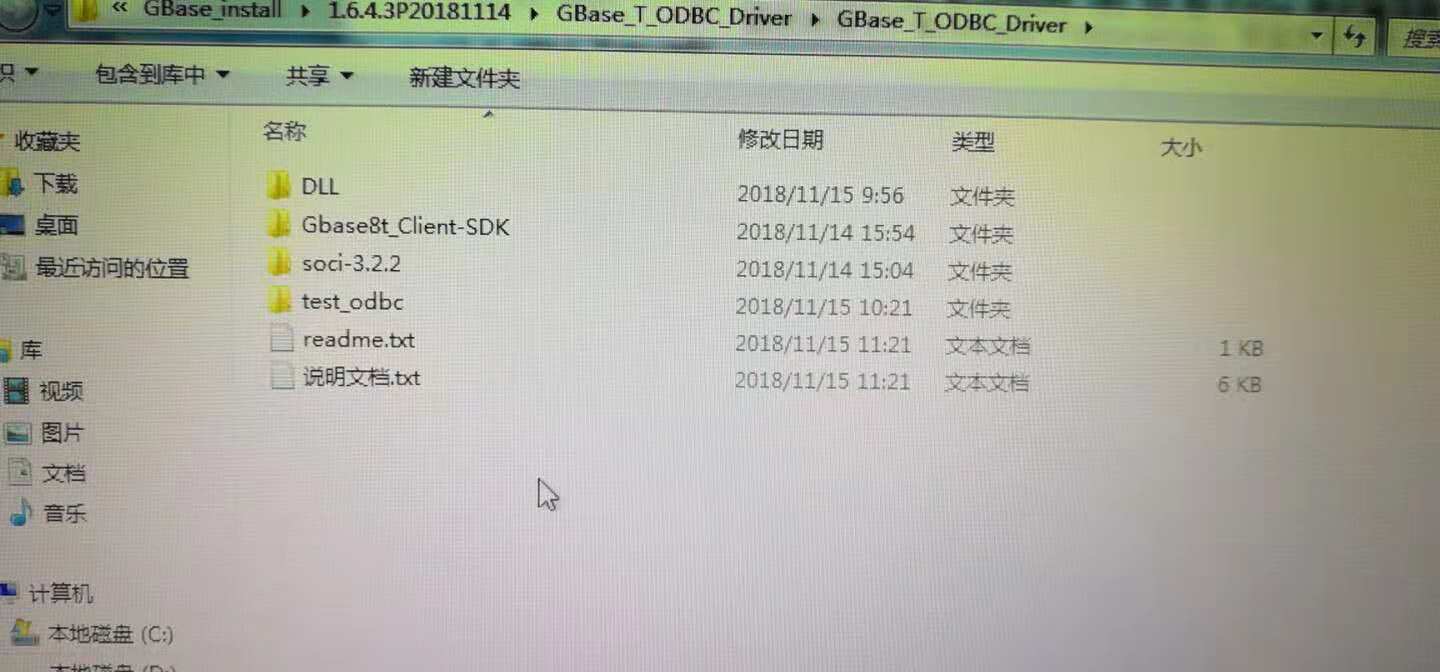 « GBase_install ▸ 1.6.4.3P20181114 ▸ GBase_T_ODBC_Driver ▸ GBase_T_ODBC_Driver ▸ 搜索
织 包含到库中 共享 新建文件夹
名称 修改日期 类型 大小
收藏夹
下载
桌面
最近访问的位置
库
视频
图片
文档
音乐
计算机
本地磁盘 (C:)
本地磁盘 (D:)
DLL 2018/11/15 9:56 文件夹
Gbase8t_Client-SDK 2018/11/14 15:54 文件夹
soci-3.2.2 2018/11/14 15:04 文件夹
test_odbc 2018/11/15 10:21 文件夹
readme.txt 2018/11/15 11:21 文本文档 1 KB
说明文档.txt 2018/11/15 11:21 文本文档 6 KB